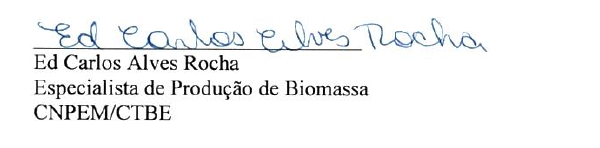 Ed Carlos Alves Rocha
Ed Carlos Alves Rocha
Especialista de Produção de Biomassa
CNPEM/CTBE